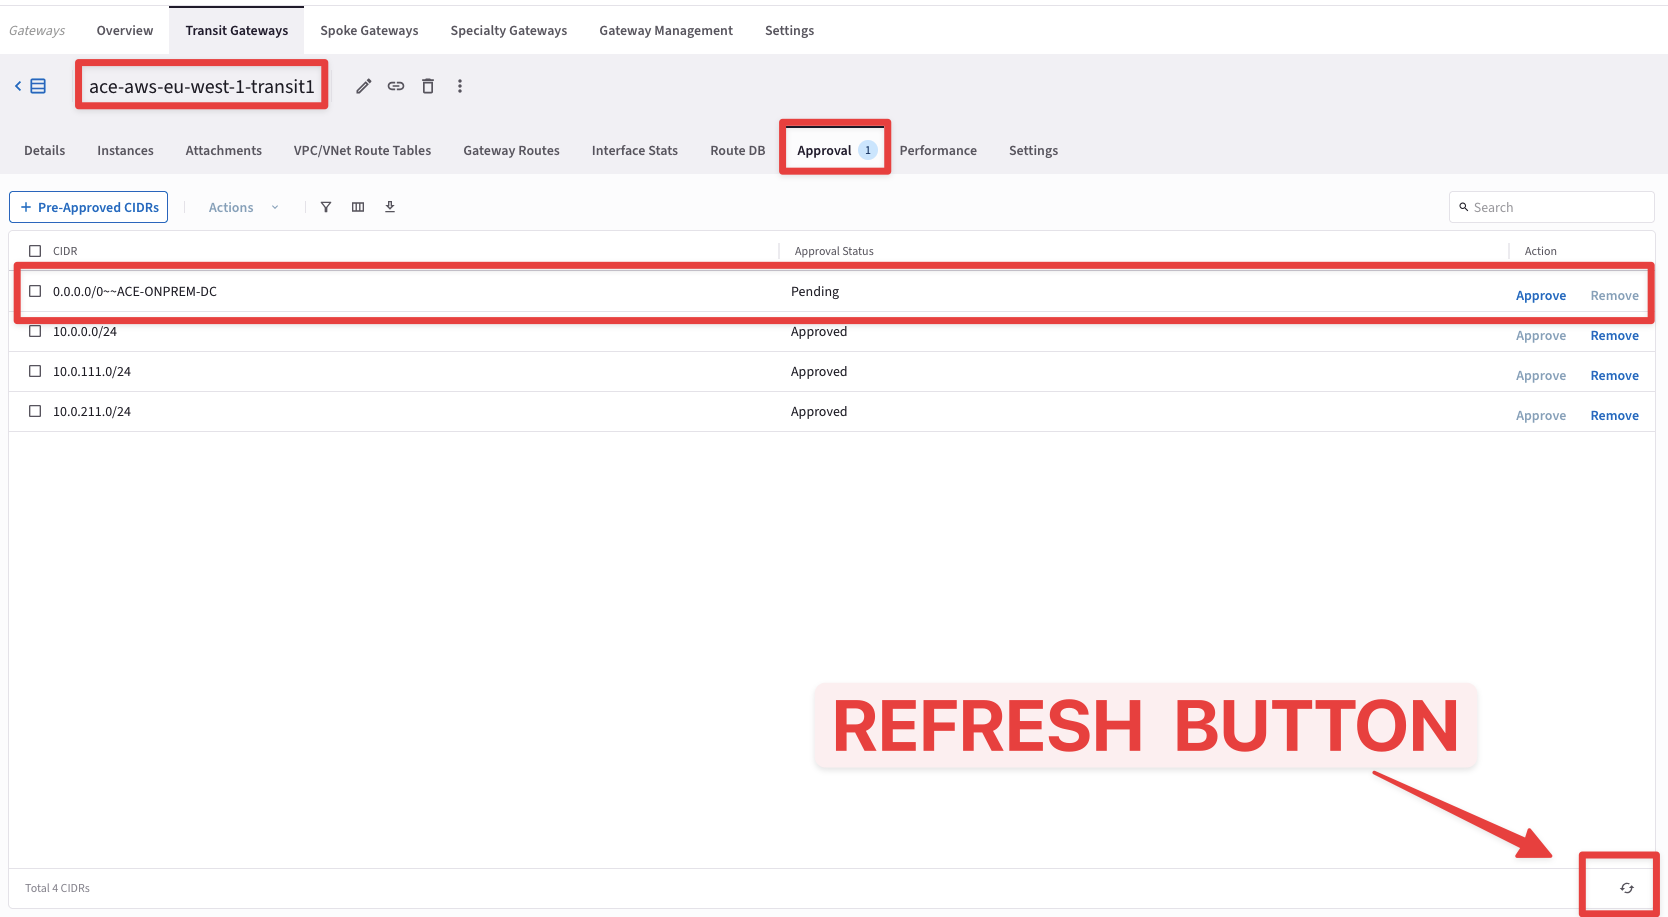 Gateways Overview Transit Gateways Spoke Gateways Specialty Gateways Gateway Management Settings
ace-aws-eu-west-1-transit1
Details Instances Attachments VPC/VNet Route Tables Gateway Routes Interface Stats Route DB Approval 1 Performance Settings
+ Pre-Approved CIDRs Actions Search
CIDR Approval Status Action
0.0.0.0/0~~ACE-ONPREM-DC Pending Approve Remove
10.0.0.0/24 Approved Approve Remove
10.0.111.0/24 Approved Approve Remove
10.0.211.0/24 Approved Approve Remove
REFRESH BUTTON
Total 4 CIDRs